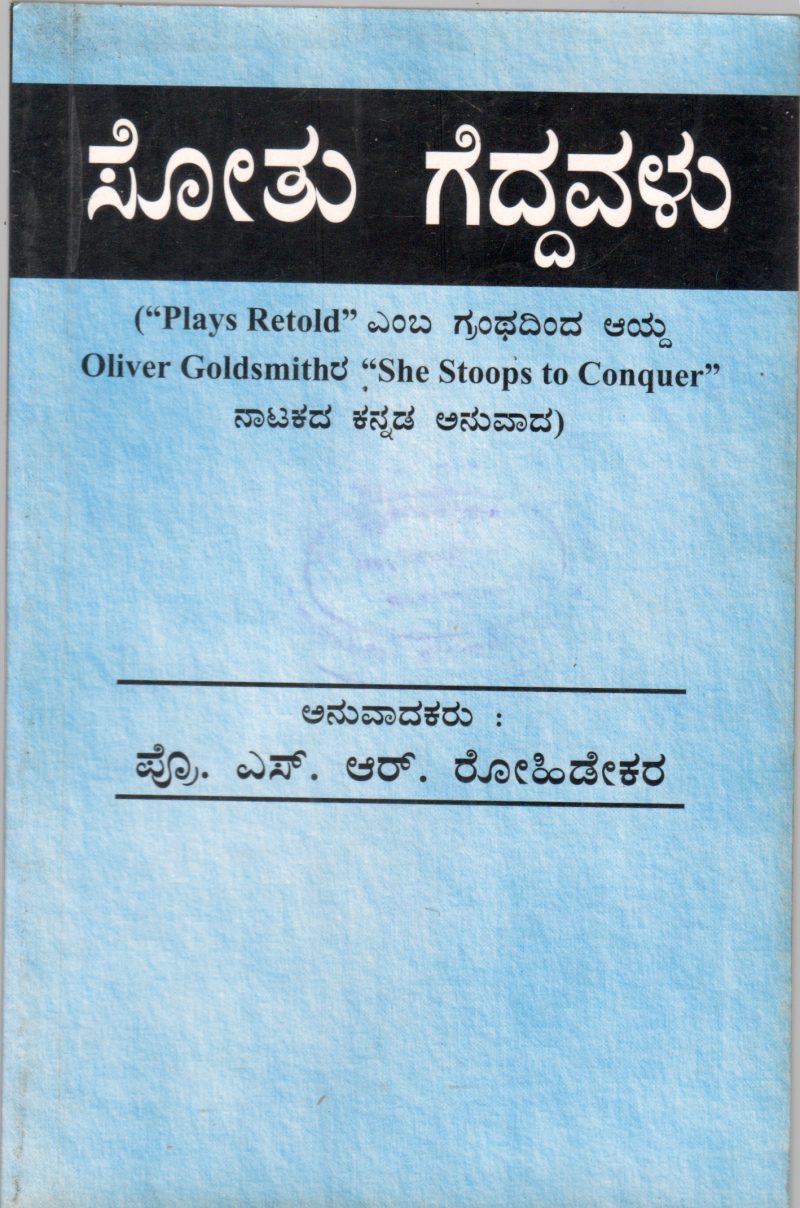 ಸೋತು ಗೆದ್ದವಳು
(“Plays Retold” ಎಂಬ ಗ್ರಂಥದಿಂದ ಆಯ್ದ
Oliver Goldsmithರ “She Stoops to Conquer”
ನಾಟಕದ ಕನ್ನಡ ಅನುವಾದ)
ಅನುವಾದಕರು :
ಪ್ರೊ. ಎಸ್. ಆರ್. ರೋಹಿಡೇಕರ